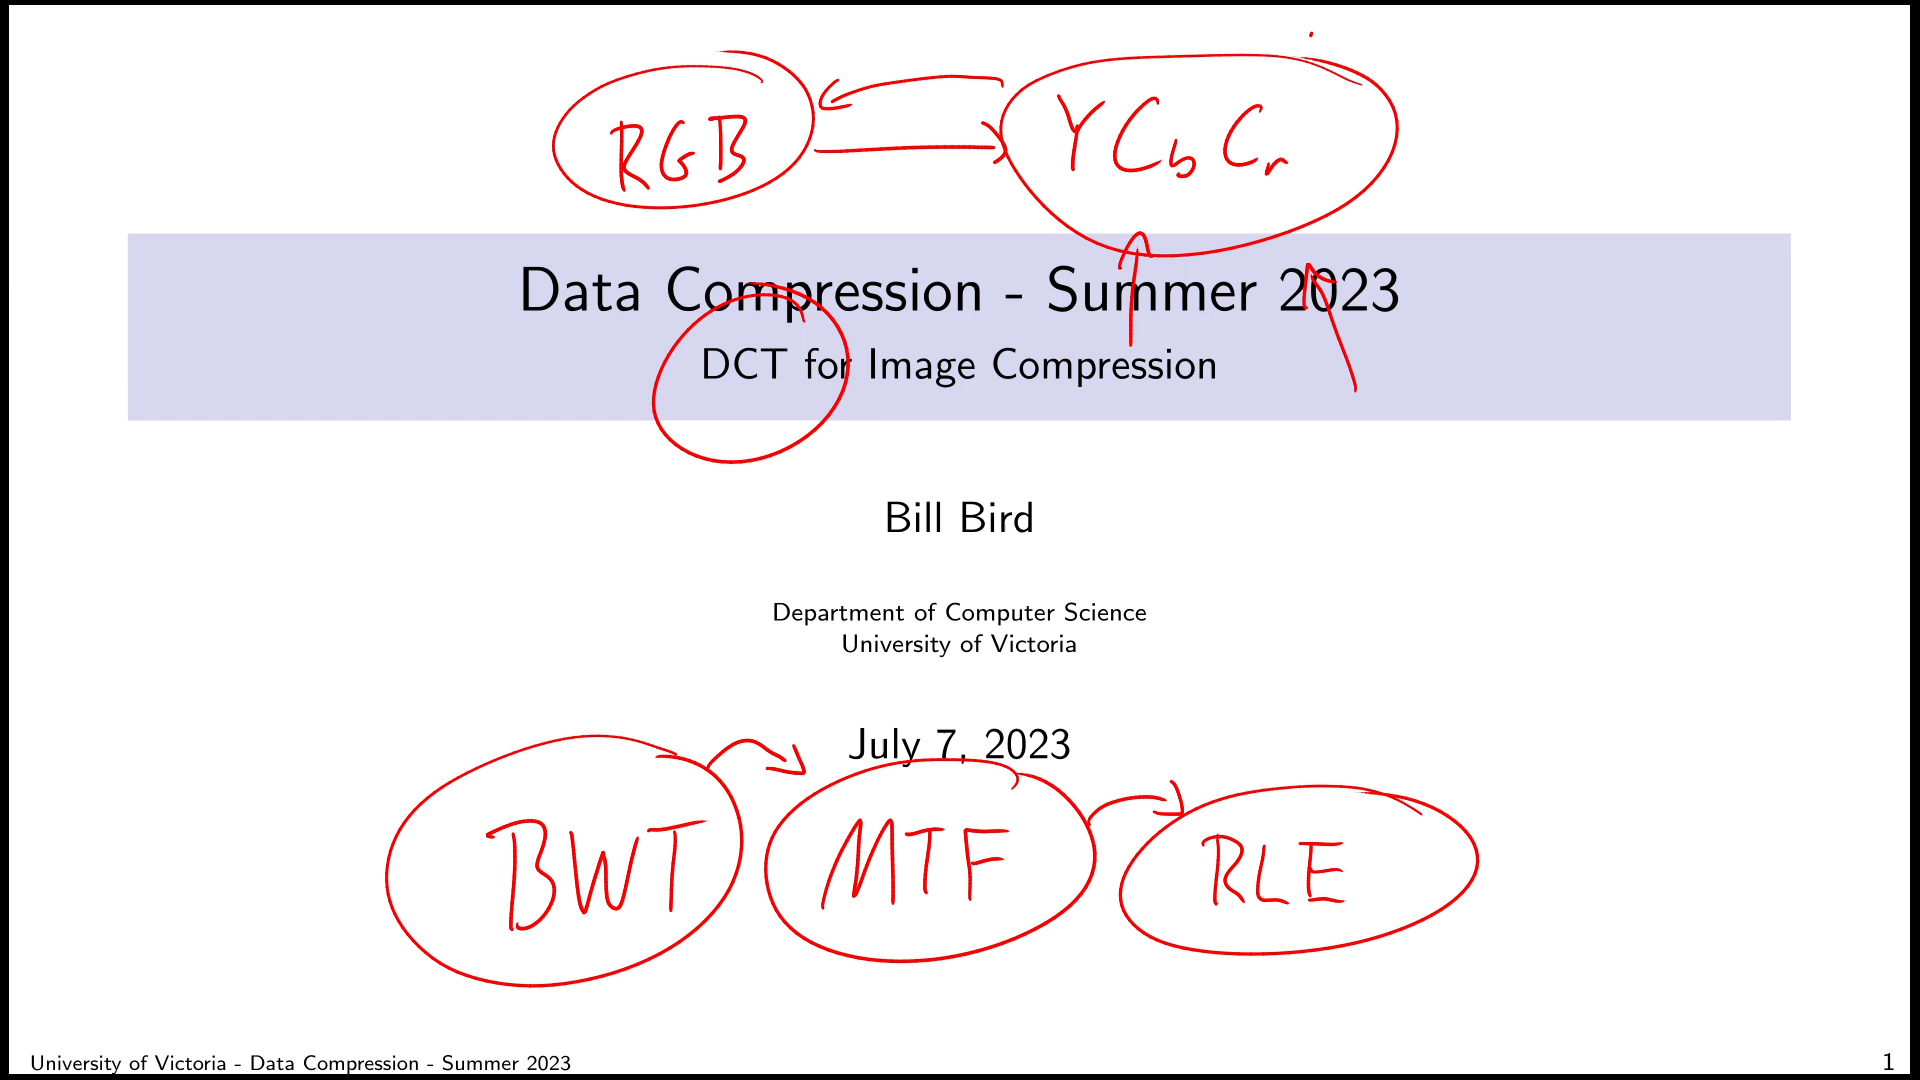 RGB YCbCr
Data Compression - Summer 2023
DCT for Image Compression
Bill Bird
Department of Computer Science
University of Victoria
July 7, 2023
BWT MTF RLE
University of Victoria - Data Compression - Summer 2023 1